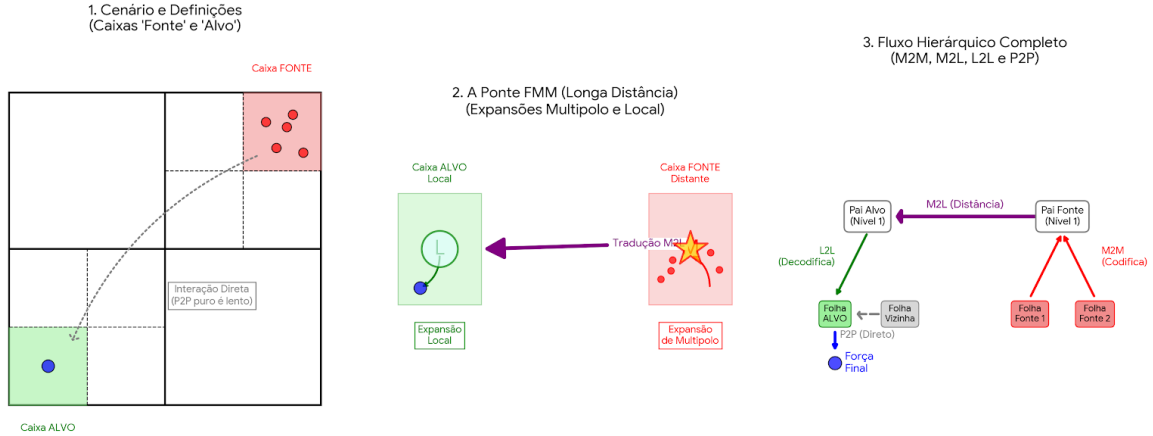 1. Cenário e Definições
(Caixas 'Fonte' e 'Alvo')
Caixa FONTE
Interação Direta
(P2P puro é lento)
Caixa ALVO
2. A Ponte FMM (Longa Distância)
(Expansões Multipolo e Local)
Caixa ALVO
Local
Caixa FONTE
Distante
L
Tradução M2L
Expansão
Local
Expansão
de Multipolo
3. Fluxo Hierárquico Completo
(M2M, M2L, L2L e P2P)
Pai Alvo
(Nível 1)
M2L (Distância)
Pai Fonte
(Nível 1)
L2L
(Decodifica)
M2M
(Codifica)
Folha
ALVO
Folha
Vizinha
Folha
Fonte 1
Folha
Fonte 2
P2P (Direto)
Força
Final